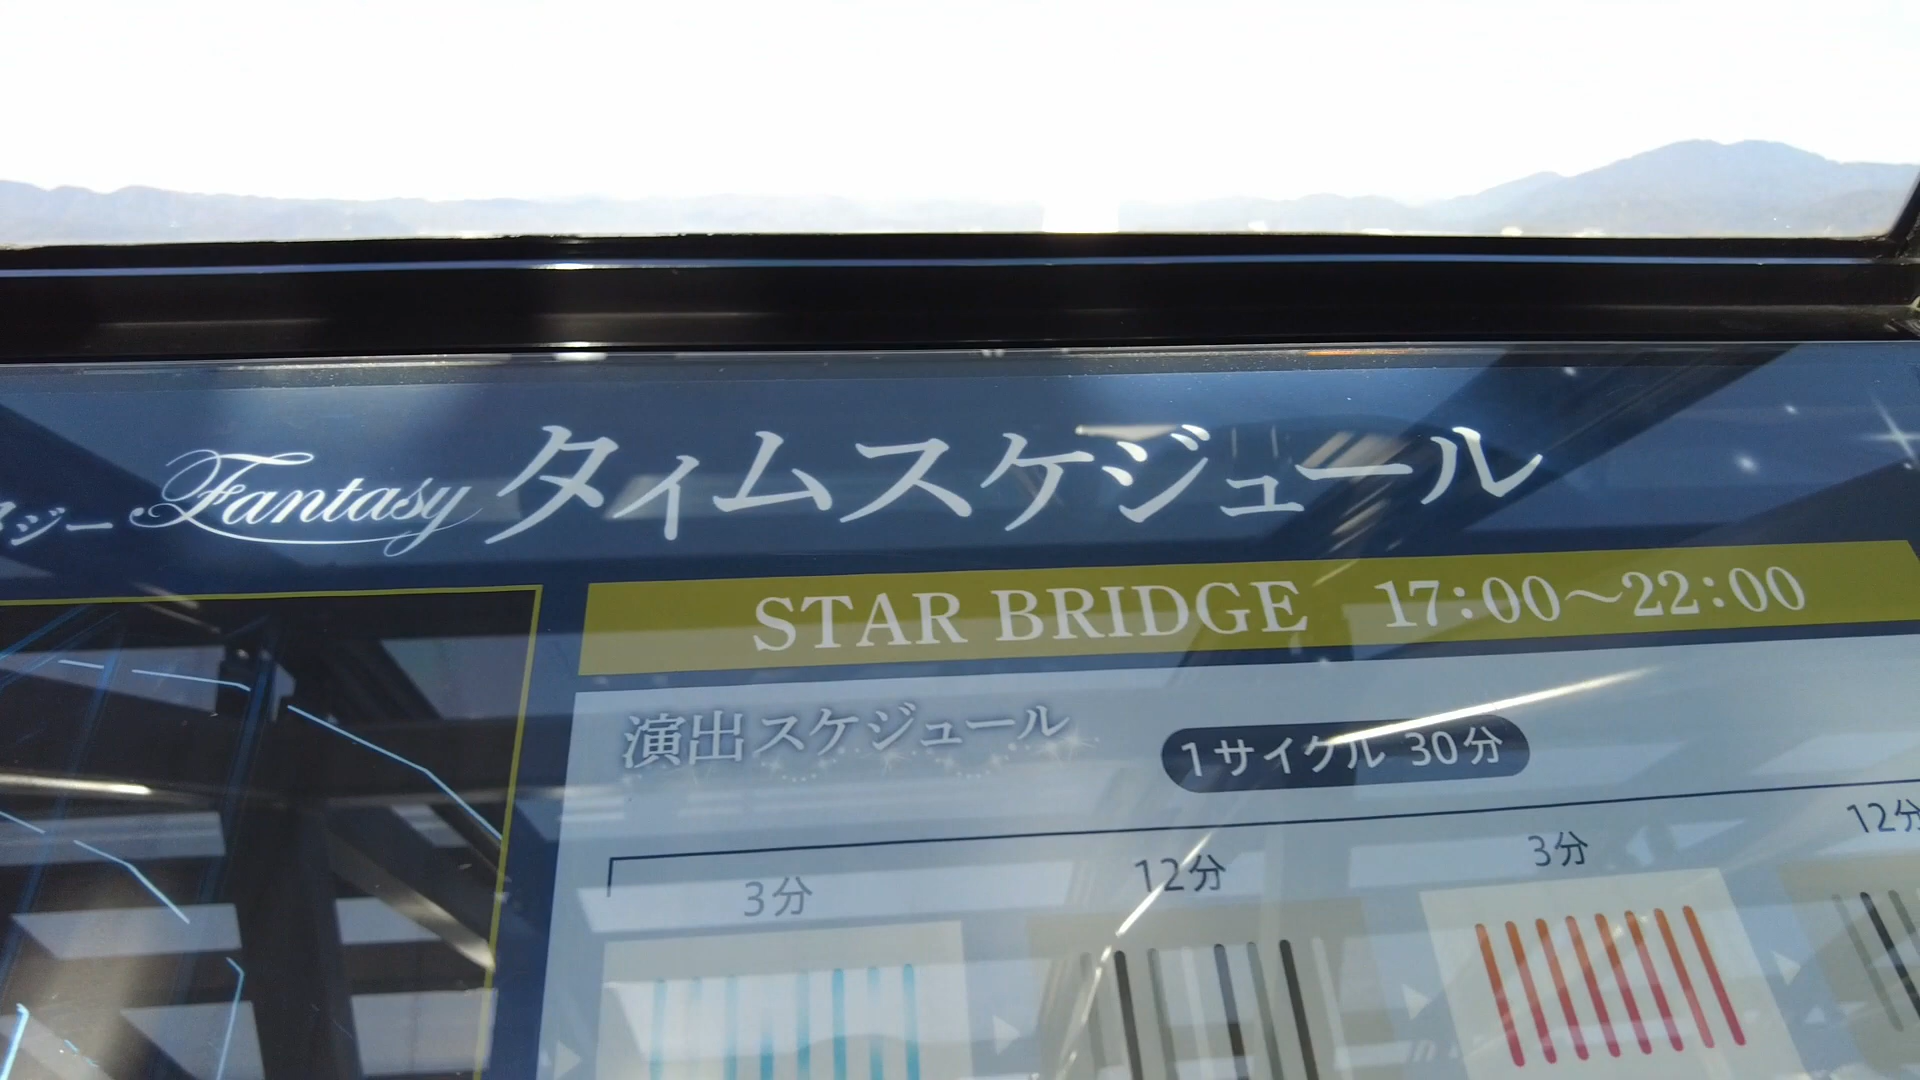 ジー Fantasy タイムスケジュール
STAR BRIDGE 17:00～22:00
演出スケジュール
1サイクル 30分
3分 12分 3分 12分